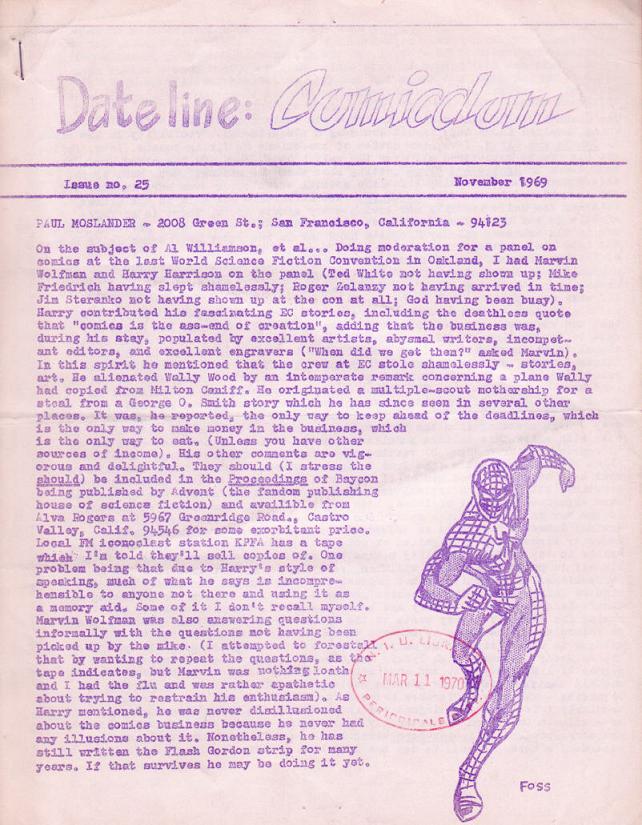 Dateline: Comicdom
Issue no. 25 November 1969
PAUL MOSLANDER - 2008 Green St.; San Francisco, California - 94123
On the subject of Al Williamson, et al... Doing moderation for a panel on
comics at the last World Science Fiction Convention in Oakland, I had Marvin
Wolfman and Harry Harrison on the panel (Ted White not having shown up; Mike
Friedrich having slept shamelessly; Roger Zelanzy not having arrived in time;
Jim Steranko not having shown up at the con at all; God having been busy).
Harry contributed his fascinating EC stories, including the deathless quote
that "comics is the ass-end of creation", adding that the business was,
during his stay, populated by excellent artists, abysmal writers, incompet-
ant editors, and excellent engravers ("When did we get them?" asked Marvin).
In this spirit he mentioned that the crew at EC stole shamelessly - stories,
art. He alienated Wally Wood by an intemperate remark concerning a plane Wally
had copied from Milton Caniff. He originated a multiple-scout mothership for a
steal from a George O. Smith story which he has since seen in several other
places. It was, he reported, the only way to keep ahead of the deadlines, which
is the only way to make money in the business, which
is the only way to eat. (Unless you have other
sources of income). His other comments are vig-
orous and delightful. They should (I stress the
should) be included in the Proceedings of Baycon
being published by Advent (the fandom publishing
house of science fiction) and availible from
Alva Rogers at 5967 Greenridge Road., Castro
Valley, Calif. 94546 for some exorbitant price.
Local FM iconoclast station KPFA has a tape
which I'm told they'll sell copies of. One
problem being that due to Harry's style of
speaking, much of what he says is incompre-
hensible to anyone not there and using it as
a memory aid. Some of it I don't recall myself.
Marvin Wolfman was also answering questions
informally with the questions not having been
picked up by the mike. (I attempted to forestall
that by wanting to repeat the questions, as the
tape indicates, but Marvin was nothing loath
and I had the flu and was rather apathetic
about trying to restrain his enthusiasm). As
Harry mentioned, he was never disillusioned
about the comics business because he never had
any illusions about it. Nonetheless, he has
still written the Flash Gordon strip for many
years. If that survives he may be doing it yet.
MAR 11 1970
PERIODICALS
FOSS